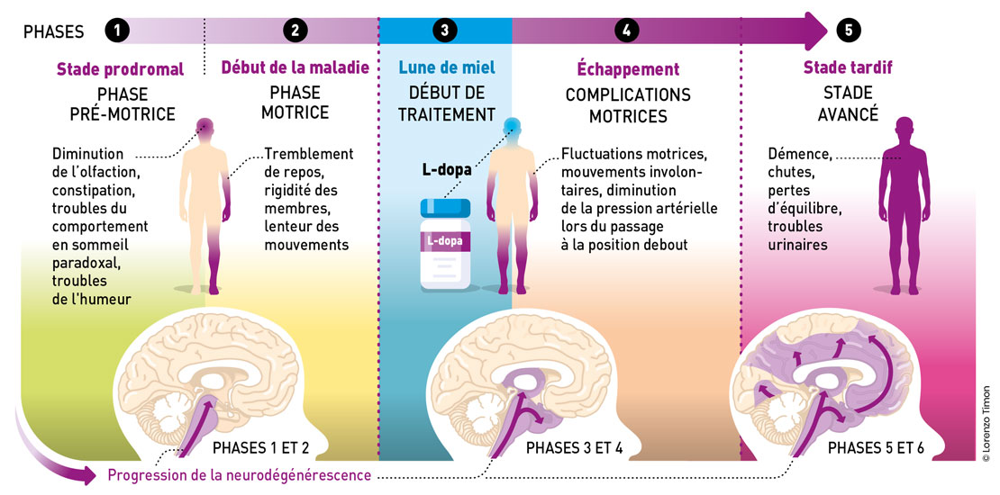 PHASES
1
2
3
4
5
Stade prodromal
PHASE
PRÉ-MOTRICE
Diminution
de l’olfaction,
constipation,
troubles du
comportement
en sommeil
paradoxal,
troubles
de l'humeur
Début de la maladie
PHASE
MOTRICE
Tremblement
de repos,
rigidité des
membres,
lenteur des
mouvements
Lune de miel
DÉBUT DE
TRAITEMENT
L-dopa
L-dopa
Échappement
COMPLICATIONS
MOTRICES
Fluctuations motrices,
mouvements involon-
taires, diminution
de la pression artérielle
lors du passage
à la position debout
Stade tardif
STADE
AVANCÉ
Démence,
chutes,
pertes
d’équilibre,
troubles
urinaires
PHASES 1 ET 2
PHASES 3 ET 4
PHASES 5 ET 6
Progression de la neurodégénérescence
© Lorenzo Timon